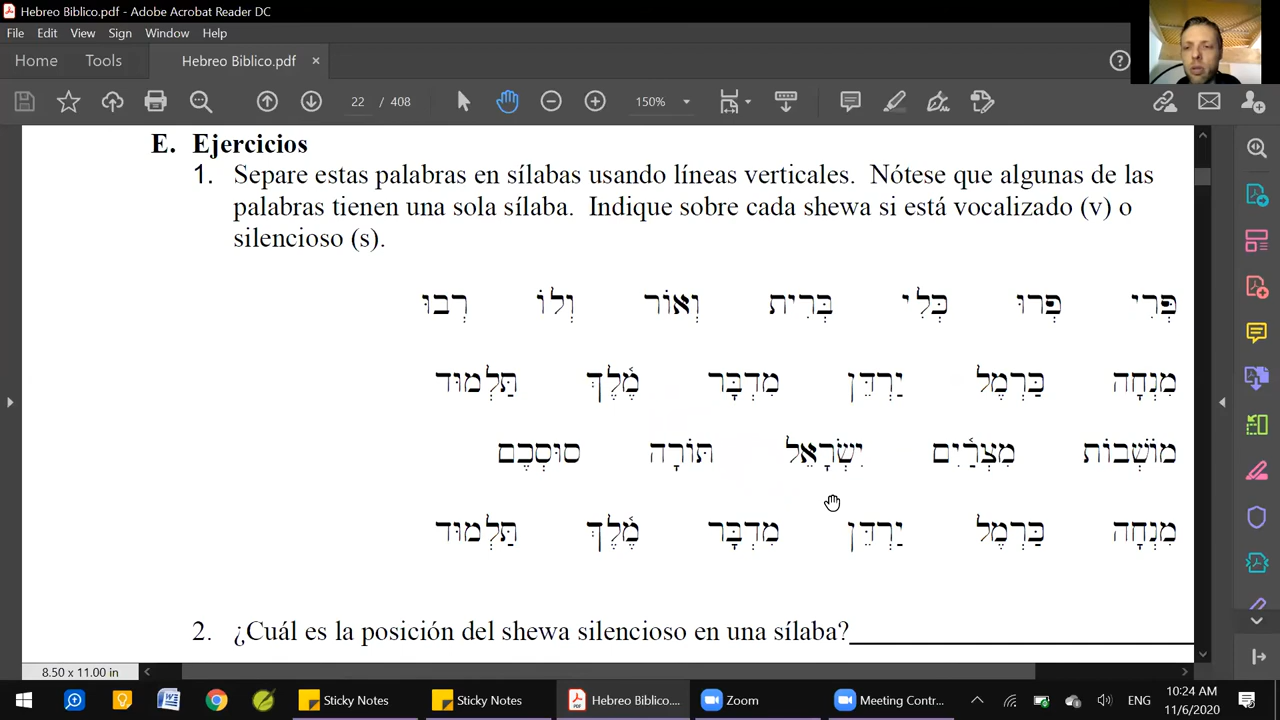 Hebreo Biblico.pdf - Adobe Acrobat Reader DC
File Edit View Sign Window Help
Home Tools Hebreo Biblico.pdf ×
22 / 408 150%
E. Ejercicios
1. Separe estas palabras en sílabas usando líneas verticales. Nótese que algunas de las
palabras tienen una sola sílaba. Indique sobre cada shewa si está vocalizado (v) o
silencioso (s).
פְּרִי פְּרוּ כְּלִי בְּרִית וְאוֹר וְלוֹ רְבוּ
מִנְחָה כַּרְמֶל יַרְדֵּן מִדְבָּר מֶ֫לֶךְ תַּלְמוּד
מוֹשְׁבוֹת מִצְרַ֫יִם יִשְׂרָאֵל תּוֹרָה סוּסְכֶם
מִנְחָה כַּרְמֶל יַרְדֵּן מִדְבָּר מֶ֫לֶךְ תַּלְמוּד
2. ¿Cuál es la posición del shewa silencioso en una sílaba?
8.50 x 11.00 in
Sticky Notes Sticky Notes Hebreo Biblico.... Zoom Meeting Contr... ENG 10:24 AM
11/6/2020